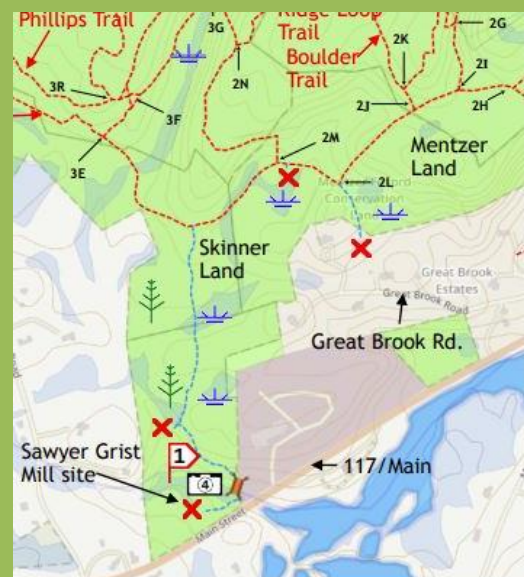 Phillips Trail
3G
Ridge Loop
Trail
Boulder
Trail
2G
2K
2I
2N
3R
3F
2J
2H
2M
Mentzer
Land
3E
2L
Skinner
Land
Great Brook
Estates
Great Brook Road
Great Brook Rd.
Sawyer Grist
Mill site
1
4
117/Main
Main Street